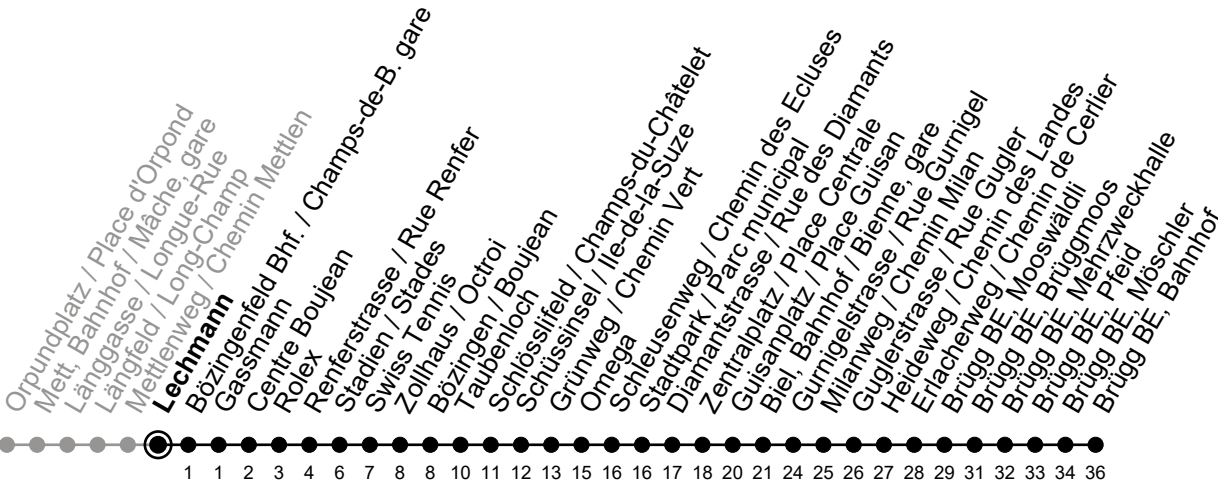 Orpundplatz / Place d'Orpond
Mett, Bahnhof / Mâche, gare
Länggasse / Longue-Rue
Längfeld / Long-Champ
Mettlenweg / Chemin Mettlen
Lechmann
Bözingenfeld Bhf. / Champs-de-B. gare
Gassmann
Centre Boujean
Rolex
Renferstrasse / Rue Renfer
Stadien / Stades
Swiss Tennis
Zollhaus / Octroi
Bözingen / Boujean
Taubenloch
Schlösslifeld / Champs-du-Châtelet
Schüssinsel / Ile-de-la-Suze
Grünweg / Chemin Vert
Omega
Schleusenweg / Chemin des Ecluses
Stadtpark / Parc municipal
Diamantstrasse / Rue des Diamants
Zentralplatz / Place Centrale
Guisanplatz / Place Guisan
Biel, Bahnhof / Bienne, gare
Gurnigelstrasse / Rue Gurnigel
Milanweg / Chemin Milan
Guglerstrasse / Rue Gugler
Heideweg / Chemin des Landes
Erlachenweg / Chemin de Cerlier
Brügg BE, Mooswäldli
Brügg BE, Brüggmoos
Brügg BE, Mehrzweckhalle
Brügg BE, Pfeid
Brügg BE, Möschler
Brügg BE, Bahnhof
1 1 2 3 4 6 7 8 8 10 11 12 13 15 16 16 17 18 20 21 24 25 26 27 28 29 31 32 33 34 36